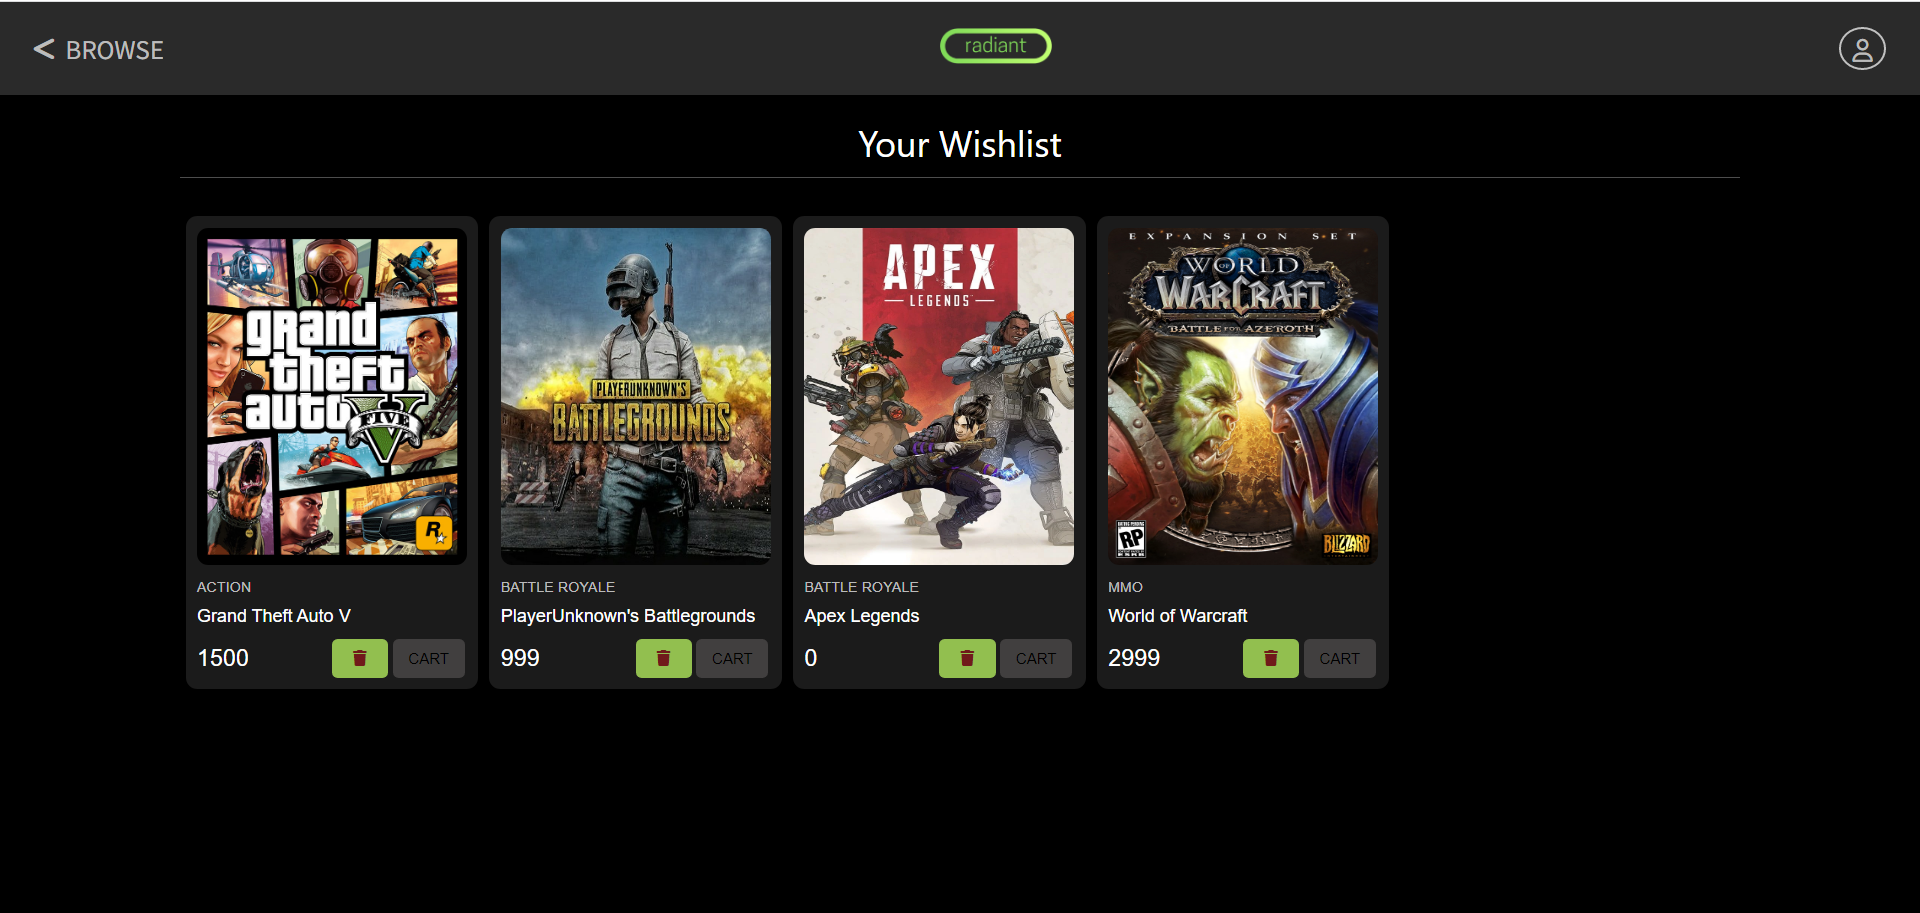 < BROWSE
radiant
Your Wishlist
grand
theft
auto
FIVE
R
ACTION
Grand Theft Auto V
1500
CART
PLAYERUNKNOWN'S
BATTLEGROUNDS
BATTLE ROYALE
PlayerUnknown's Battlegrounds
999
CART
APEX
LEGENDS
BATTLE ROYALE
Apex Legends
0
CART
EXPANSION SET
WORLD
OF
WARCRAFT
BATTLE FOR AZEROTH
RP
ESRB
BLIZZARD
ENTERTAINMENT
MMO
World of Warcraft
2999
CART